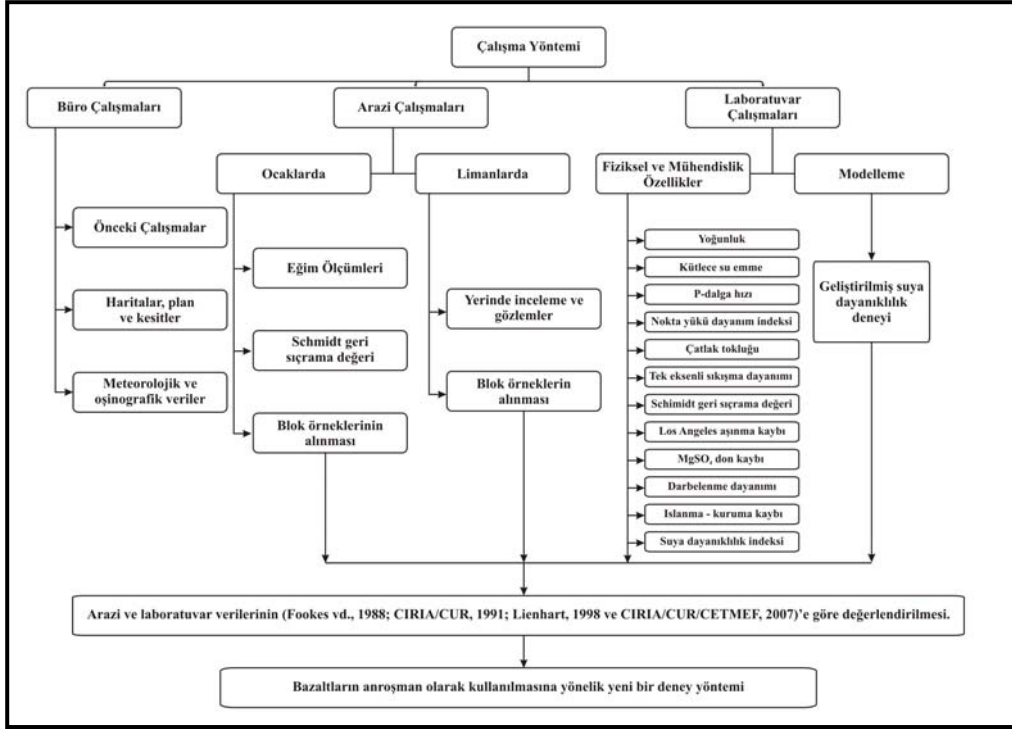 Çalışma Yöntemi
Büro Çalışmaları
Arazi Çalışmaları
Laboratuvar
Çalışmaları
Ocaklarda
Limanlarda
Fiziksel ve Mühendislik
Özellikler
Modelleme
Önceki Çalışmalar
Haritalar, plan
ve kesitler
Meteorolojik ve
oşinografik veriler
Eğim Ölçümleri
Schmidt geri
sıçrama değeri
Blok örneklerinin
alınması
Yerinde inceleme ve
gözlemler
Blok örneklerin
alınması
Yoğunluk
Kütlece su emme
P-dalga hızı
Nokta yükü dayanım indeksi
Çatlak tokluğu
Tek eksenli sıkışma dayanımı
Schimidt geri sıçrama değeri
Los Angeles aşınma kaybı
MgSO, don kaybı
Darbelenme dayanımı
Islanma - kuruma kaybı
Suya dayanıklılık indeksi
Geliştirilmiş suya
dayanıklılık
deneyi
Arazi ve laboratuvar verilerinin (Fookes vd., 1988; CIRIA/CUR, 1991; Lienhart, 1998 ve CIRIA/CUR/CETMEF, 2007)'e göre değerlendirilmesi.
Bazaltların anroşman olarak kullanılmasına yönelik yeni bir deney yöntemi